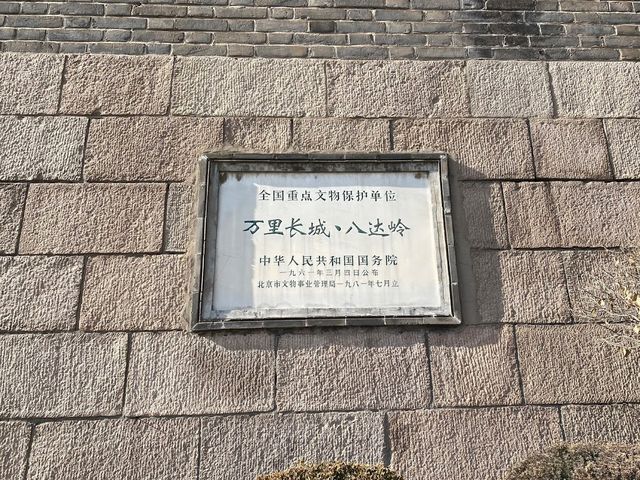 全国重点文物保护单位
万里长城·八达岭
中华人民共和国国务院
一九六一年三月四日公布
北京市文物事业管理局一九八一年七月立